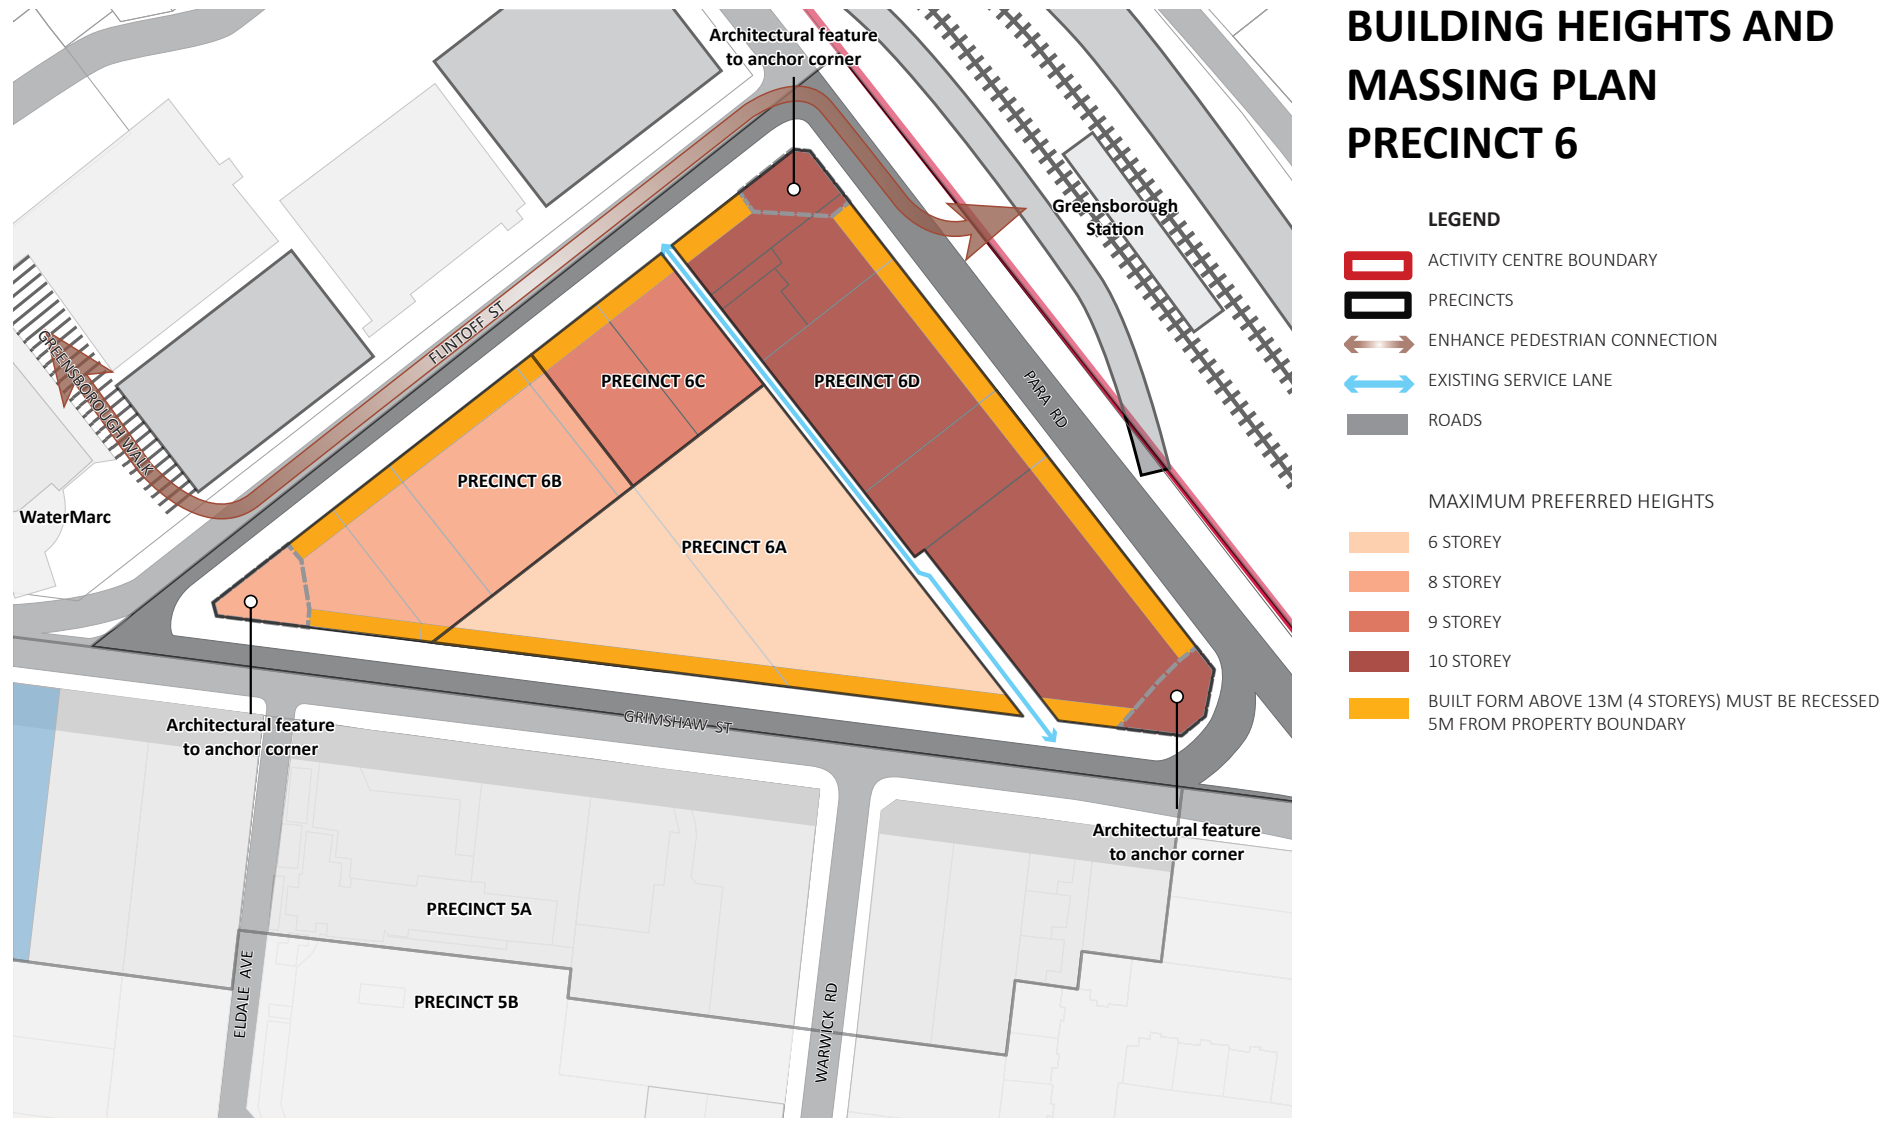 BUILDING HEIGHTS AND
MASSING PLAN
PRECINCT 6
LEGEND
ACTIVITY CENTRE BOUNDARY
PRECINCTS
ENHANCE PEDESTRIAN CONNECTION
EXISTING SERVICE LANE
ROADS
MAXIMUM PREFERRED HEIGHTS
6 STOREY
8 STOREY
9 STOREY
10 STOREY
BUILT FORM ABOVE 13M (4 STOREYS) MUST BE RECESSED
5M FROM PROPERTY BOUNDARY
Architectural feature
to anchor corner
Greensborough
Station
FLINTOFF ST
GREENSBOROUGH WALK
PRECINCT 6C
PRECINCT 6D
PARA RD
PRECINCT 6B
WaterMarc
PRECINCT 6A
GRIMSHAW ST
Architectural feature
to anchor corner
Architectural feature
to anchor corner
PRECINCT 5A
PRECINCT 5B
ELDALE AVE
WARWICK RD